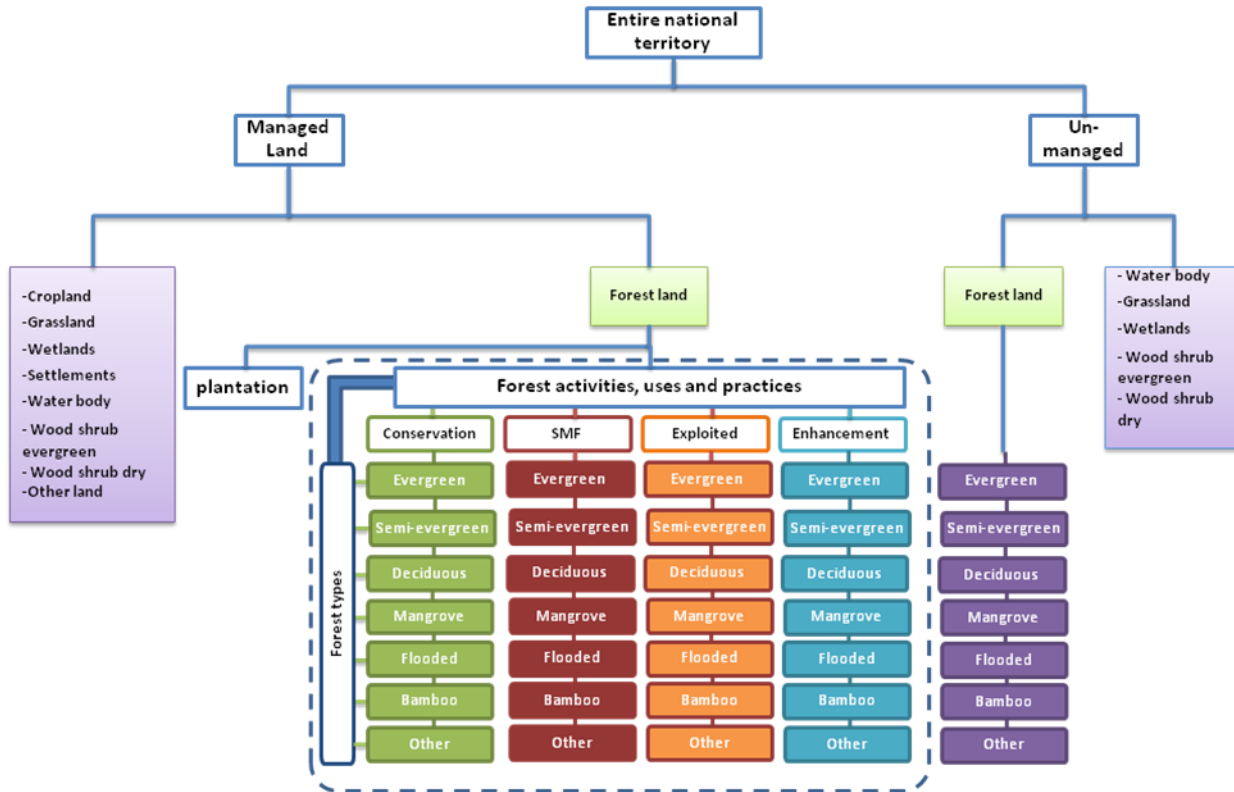 Entire national
territory
Managed
Land
Un-
managed
-Cropland
-Grassland
-Wetlands
-Settlements
-Water body
-Wood shrub
evergreen
-Wood shrub dry
-Other land
Forest land
Forest land
- Water body
-Grassland
-Wetlands
-Wood shrub
evergreen
-Wood shrub
dry
plantation
Forest activities, uses and practices
Forest types
Conservation
Evergreen
Semi-evergreen
Deciduous
Mangrove
Flooded
Bamboo
Other
SMF
Evergreen
Semi-evergreen
Deciduous
Mangrove
Flooded
Bamboo
Other
Exploited
Evergreen
Semi-evergreen
Deciduous
Mangrove
Flooded
Bamboo
Other
Enhancement
Evergreen
Semi-evergreen
Deciduous
Mangrove
Flooded
Bamboo
Other
Evergreen
Semi-evergreen
Deciduous
Mangrove
Flooded
Bamboo
Other